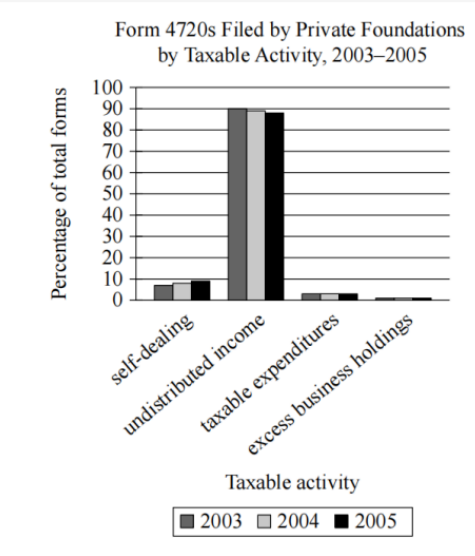 Form 4720s Filed by Private Foundations
by Taxable Activity, 2003–2005
Percentage of total forms
100
90
80
70
60
50
40
30
20
10
0
self-dealing
undistributed income
taxable expenditures
excess business holdings
Taxable activity
2003 2004 2005